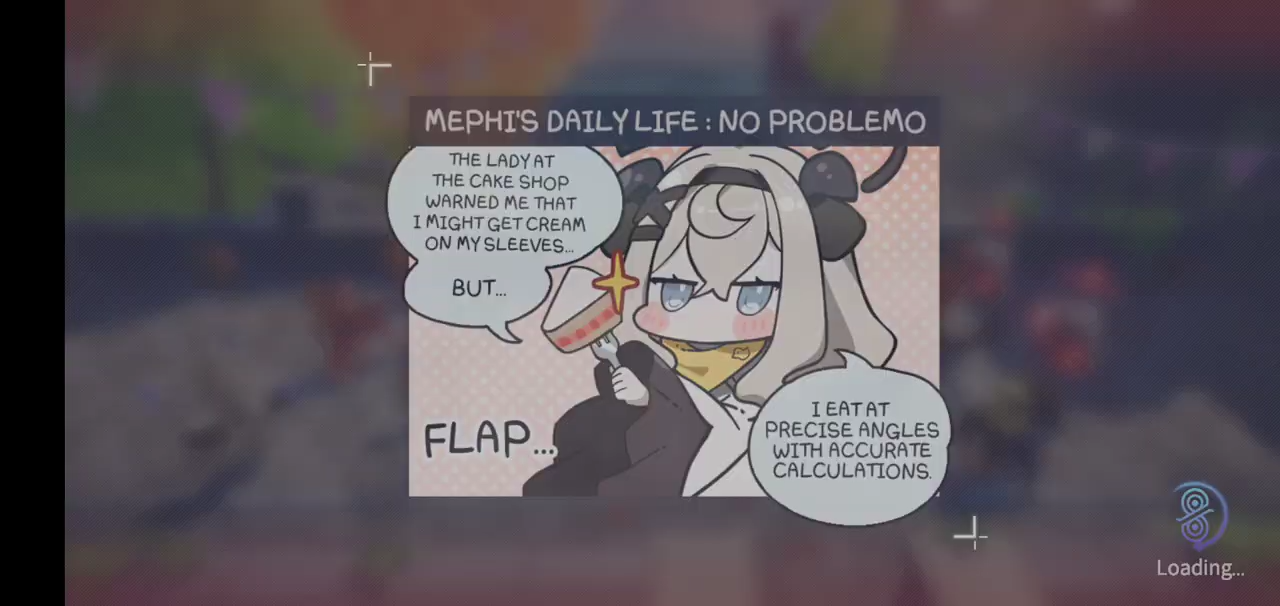 MEPHI'S DAILY LIFE : NO PROBLEMO
THE LADY AT
THE CAKE SHOP
WARNED ME THAT
I MIGHT GET CREAM
ON MY SLEEVES...
BUT...
FLAP...
I EAT AT
PRECISE ANGLES
WITH ACCURATE
CALCULATIONS.
Loading...